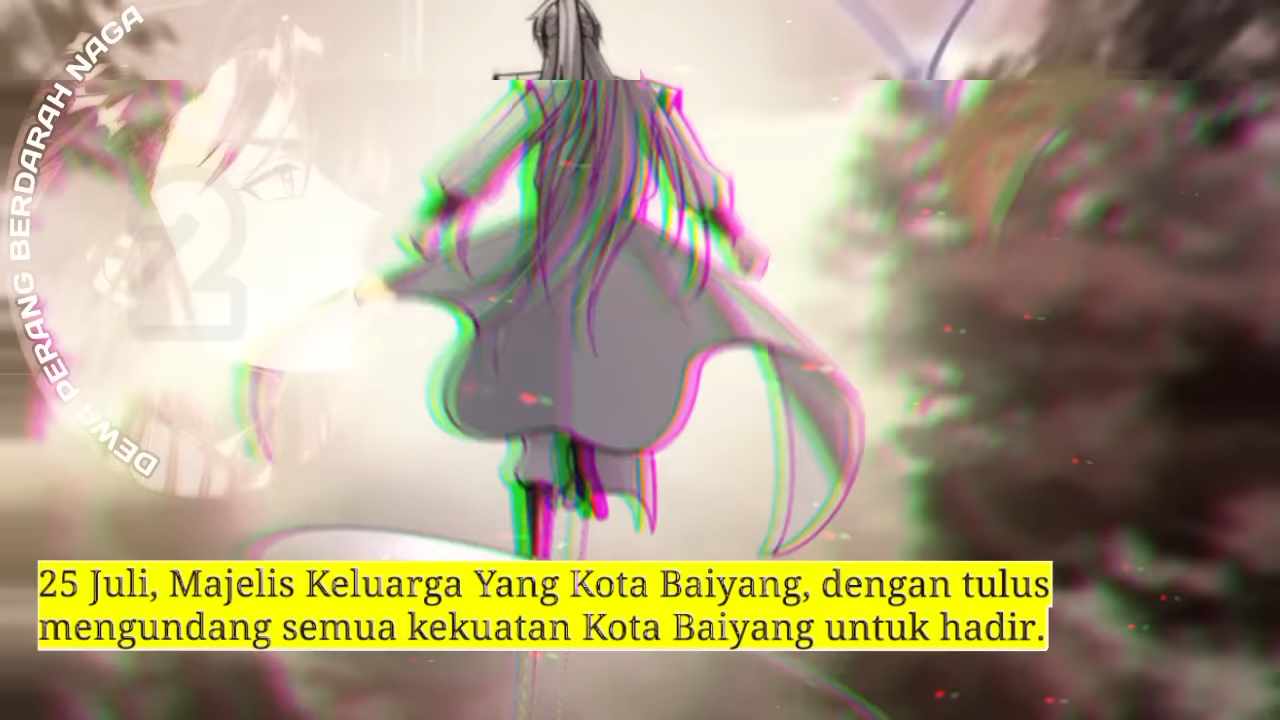 DEWA PERANG BERDARAH NAGA
2
25 Juli, Majelis Keluarga Yang Kota Baiyang, dengan tulus
mengundang semua kekuatan Kota Baiyang untuk hadir.